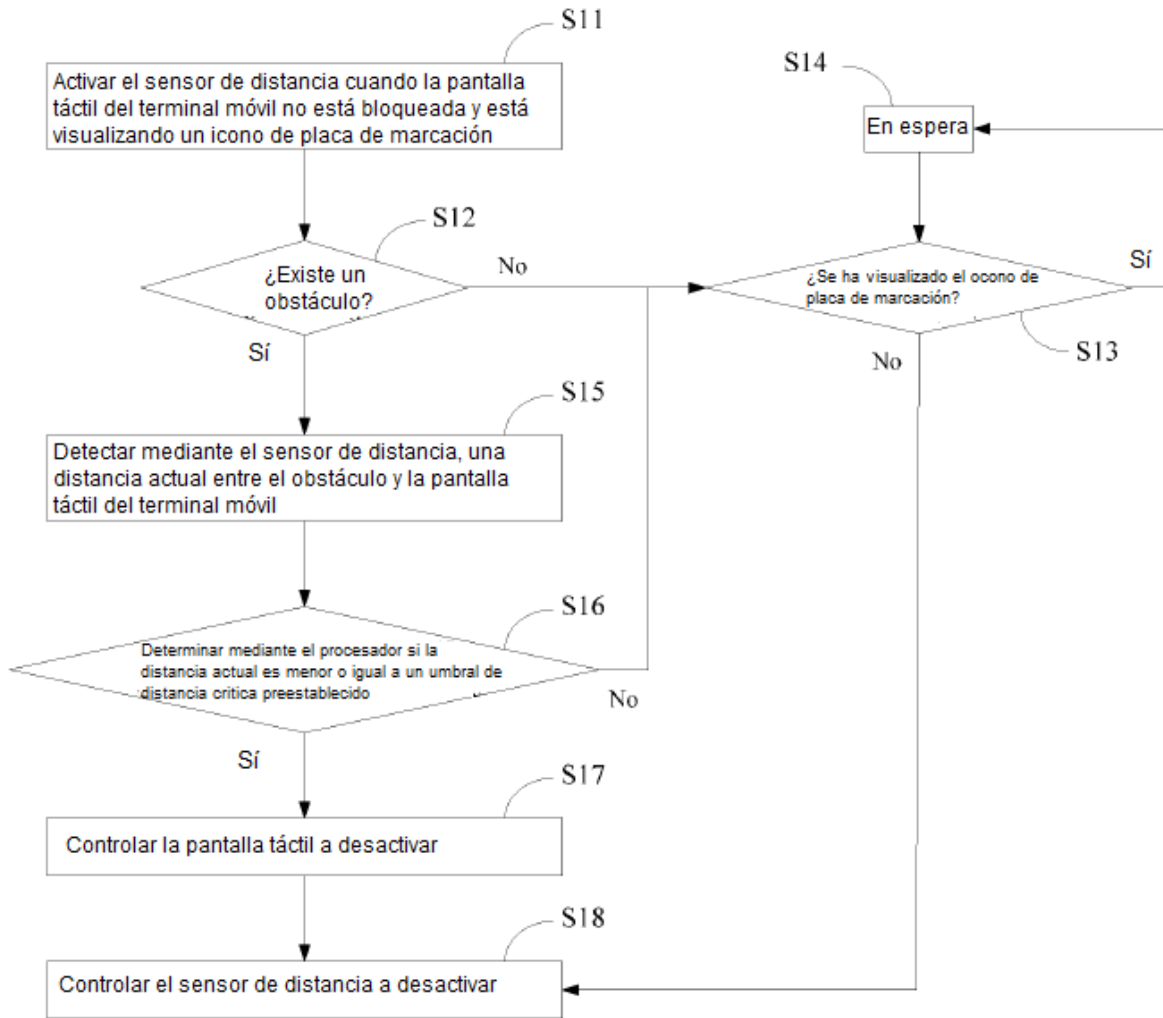 S11
Activar el sensor de distancia cuando la pantalla
táctil del terminal móvil no está bloqueada y está
visualizando un icono de placa de marcación
S12
¿Existe un
obstáculo?
No
Sí
S14
En espera
¿Se ha visualizado el ocono de
placa de marcación?
Sí
S13
No
S15
Detectar mediante el sensor de distancia, una
distancia actual entre el obstáculo y la pantalla
táctil del terminal móvil
S16
Determinar mediante el procesador si la
distancia actual es menor o igual a un umbral de
distancia critica preestablecido
No
Sí
S17
Controlar la pantalla táctil a desactivar
S18
Controlar el sensor de distancia a desactivar